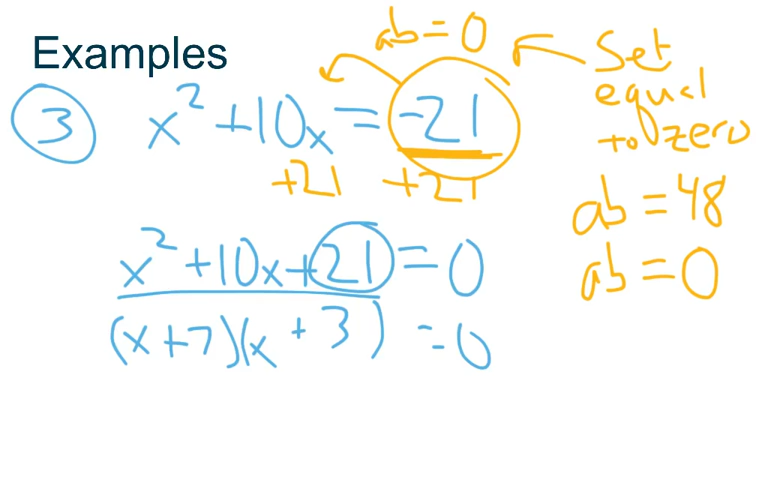 Examples
ab = 0
Set
equal
to zero
3 x² + 10x = -21
+21 +21
ab = 48
ab = 0
x² + 10x + 21 = 0
(x + 7)(x + 3) = 0